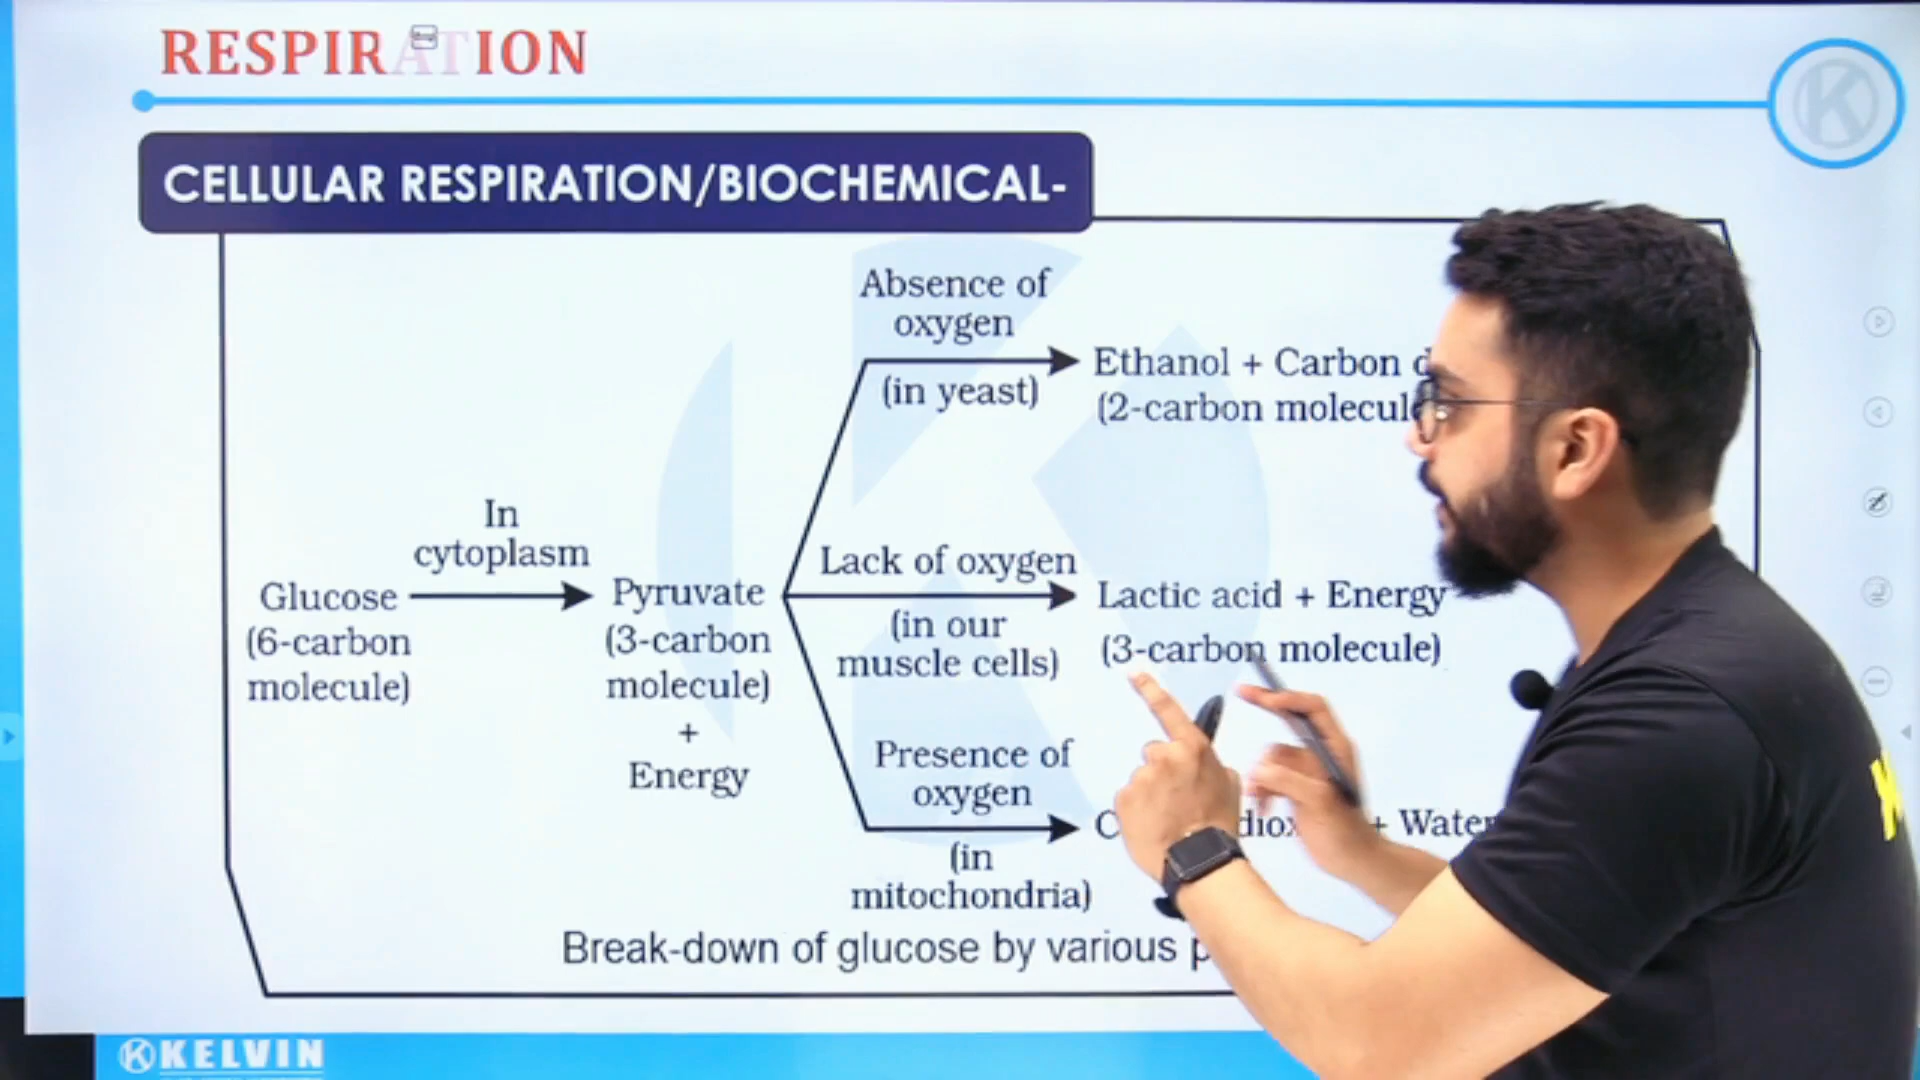 RESPIRATION
CELLULAR RESPIRATION/BIOCHEMICAL-
Absence of
oxygen
(in yeast)
Ethanol + Carbon
(2-carbon
In
cytoplasm
Glucose
(6-carbon
molecule)
Pyruvate
(3-carbon
molecule)
+
Energy
Lack of oxygen
(in our
muscle cells)
Lactic acid + Energy
(3-carbon molecule)
Presence of
oxygen
(in
mitochondria)
+ Water
Break-down of glucose by various
KELVIN